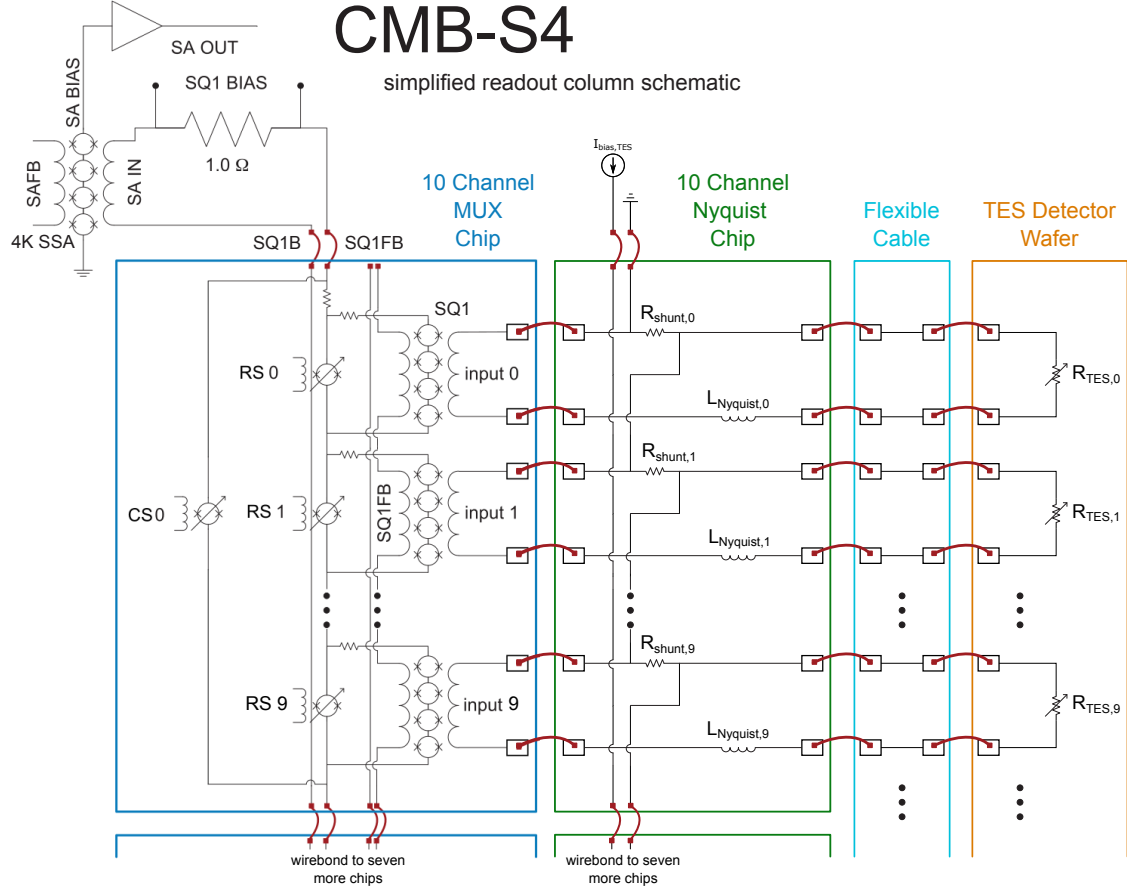 CMB-S4
simplified readout column schematic
SA OUT
SA BIAS
SQ1 BIAS
1.0 Ω
SAFB
SA IN
4K SSA
SQ1B
SQ1FB
I_bias,TES
10 Channel
MUX
Chip
10 Channel
Nyquist
Chip
Flexible
Cable
TES Detector
Wafer
SQ1
RS 0
input 0
R_shunt,0
L_Nyquist,0
R_TES,0
CS 0
RS 1
SQ1FB
input 1
R_shunt,1
L_Nyquist,1
R_TES,1
RS 9
input 9
R_shunt,9
L_Nyquist,9
R_TES,9
wirebond to seven
more chips
wirebond to seven
more chips